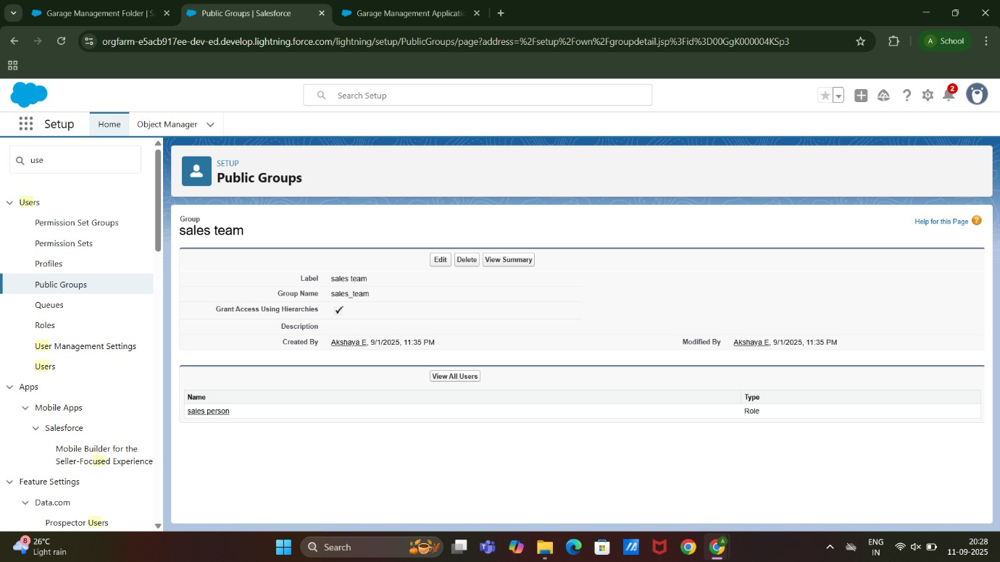 Garage Management Folder | S
Public Groups | Salesforce
Garage Management Applicatio
orgfarm-e5acb917ee-dev-ed.develop.lightning.force.com/lightning/setup/PublicGroups/page?address=%2Fsetup%2Fown%2Fgroupdetail.jsp%3Fid%3D00GgK000004KSp3
A School
Search Setup
2
Setup
Home
Object Manager
use
Users
Permission Set Groups
Permission Sets
Profiles
Public Groups
Queues
Roles
User Management Settings
Users
Apps
Mobile Apps
Salesforce
Mobile Builder for the
Seller-Focused Experience
Feature Settings
Data.com
Prospector Users
SETUP
Public Groups
Group
sales team
Help for this Page ?
Edit Delete View Summary
Label sales team
Group Name sales_team
Grant Access Using Hierarchies ✓
Description
Created By Akshaya E, 9/1/2025, 11:35 PM Modified By Akshaya E, 9/1/2025, 11:35 PM
View All Users
Name Type
sales person Role
8
26°C
Light rain
Search
A
ENG
IN
20:28
11-09-2025